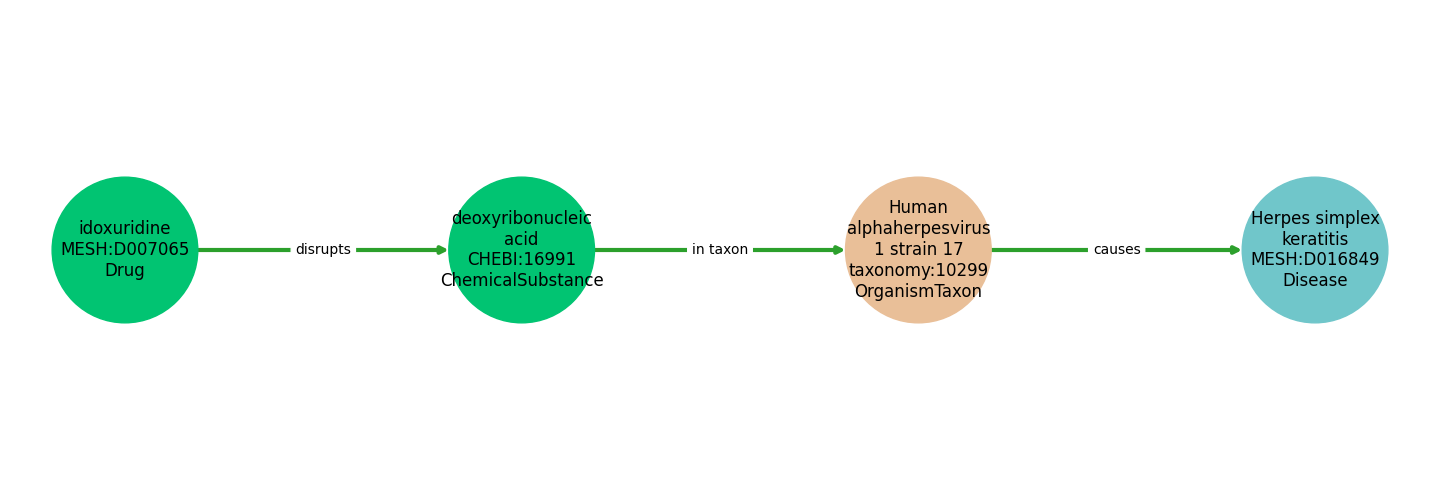 idoxuridine
MESH:D007065
Drug
disrupts
deoxyribonucleic
acid
CHEBI:16991
ChemicalSubstance
in taxon
Human
alphaherpesvirus
1 strain 17
taxonomy:10299
OrganismTaxon
causes
Herpes simplex
keratitis
MESH:D016849
Disease